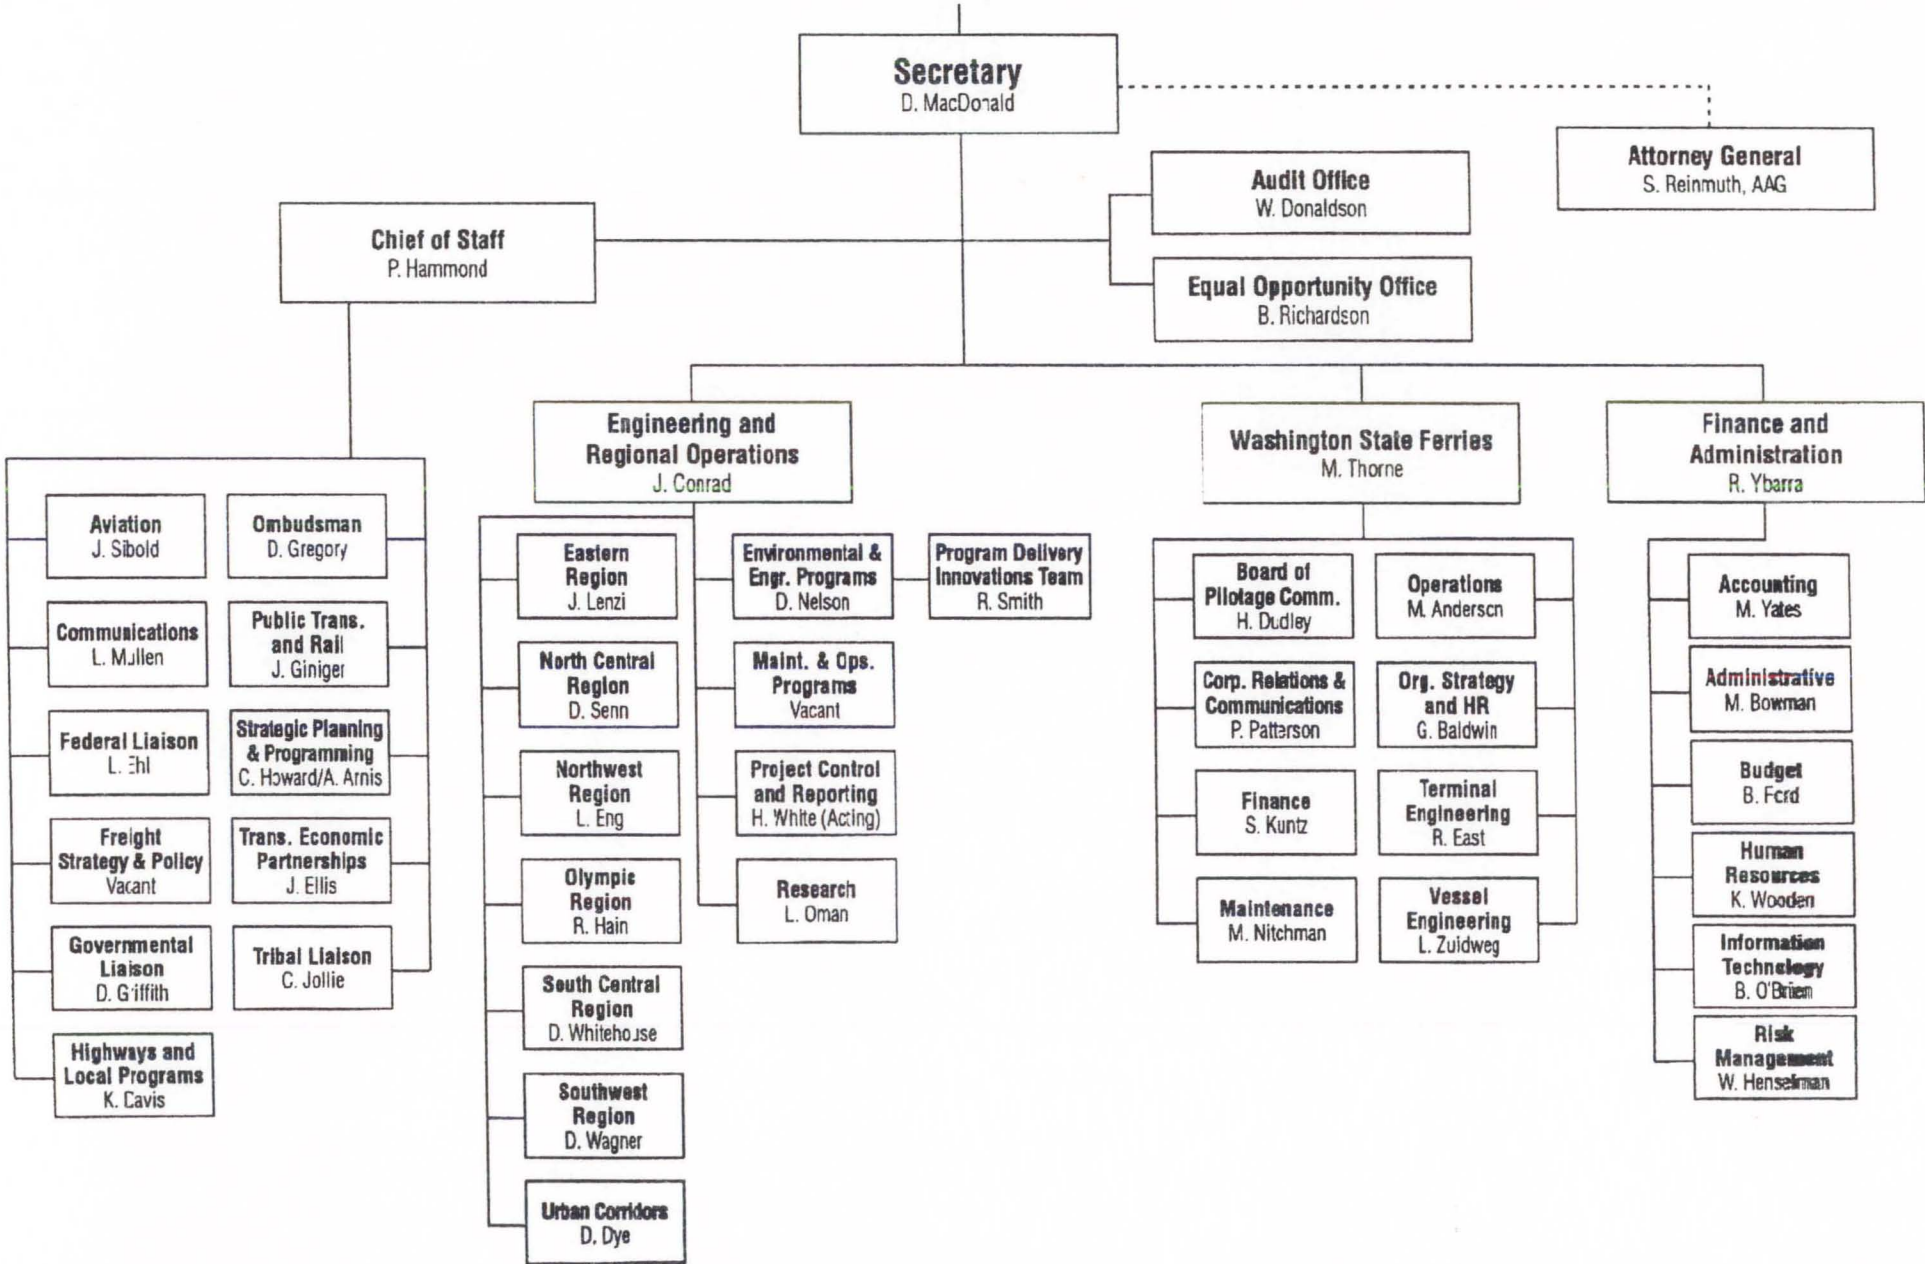 Secretary
D. MacDonald
Attorney General
S. Reinmuth, AAG
Audit Office
W. Donaldson
Chief of Staff
P. Hammond
Equal Opportunity Office
B. Richardson
Engineering and
Regional Operations
J. Conrad
Washington State Ferries
M. Thorne
Finance and
Administration
R. Ybarra
Aviation
J. Sibold
Ombudsman
D. Gregory
Communications
L. Mullen
Public Trans.
and Rail
J. Giniger
Federal Liaison
L. Ehl
Strategic Planning
& Programming
C. Howard/A. Arnis
Freight
Strategy & Policy
Vacant
Trans. Economic
Partnerships
J. Ellis
Governmental
Liaison
D. Griffith
Tribal Liaison
C. Jollie
Highways and
Local Programs
K. Davis
Eastern
Region
J. Lenzi
Environmental &
Engr. Programs
D. Nelson
Program Delivery
Innovations Team
R. Smith
North Central
Region
D. Senn
Maint. & Ops.
Programs
Vacant
Northwest
Region
L. Eng
Project Control
and Reporting
H. White (Acting)
Olympic
Region
R. Hain
Research
L. Oman
South Central
Region
D. Whitehouse
Southwest
Region
D. Wagner
Urban Corridors
D. Dye
Board of
Pilotage Comm.
H. Dudley
Operations
M. Anderson
Corp. Relations &
Communications
P. Patterson
Org. Strategy
and HR
G. Baldwin
Finance
S. Kuntz
Terminal
Engineering
R. East
Maintenance
M. Nitchman
Vessel
Engineering
L. Zuidweg
Accounting
M. Yates
Administrative
M. Bowman
Budget
B. Ford
Human
Resources
K. Wooden
Information
Technology
B. O'Brien
Risk
Management
W. Henselman